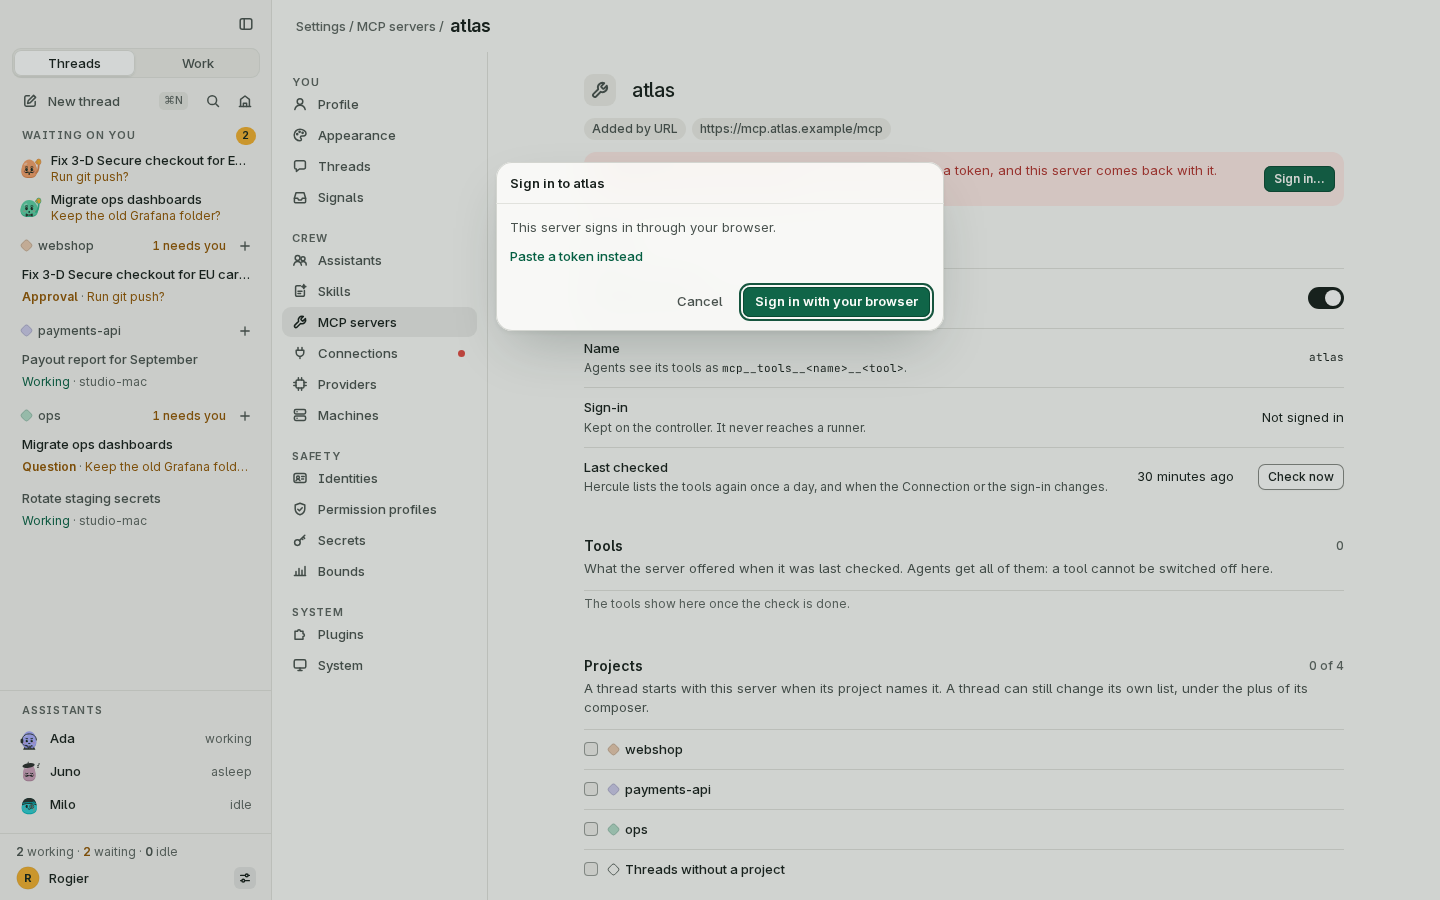 Settings / MCP servers / atlas
Threads
Work
New thread
⌘N
WAITING ON YOU
2
Fix 3-D Secure checkout for E…
Run git push?
Migrate ops dashboards
Keep the old Grafana folder?
webshop
1 needs you
Fix 3-D Secure checkout for EU car…
Approval · Run git push?
payments-api
Payout report for September
Working · studio-mac
ops
1 needs you
Migrate ops dashboards
Question · Keep the old Grafana fold…
Rotate staging secrets
Working · studio-mac
ASSISTANTS
Ada
working
Juno
asleep
Milo
idle
2 working · 2 waiting · 0 idle
R
Rogier
YOU
Profile
Appearance
Threads
Signals
CREW
Assistants
Skills
MCP servers
Connections
Providers
Machines
SAFETY
Identities
Permission profiles
Secrets
Bounds
SYSTEM
Plugins
System
atlas
Added by URL
https://mcp.atlas.example/mcp
a token, and this server comes back with it.
Sign in…
Sign in to atlas
This server signs in through your browser.
Paste a token instead
Cancel
Sign in with your browser
Name
Agents see its tools as mcp__tools__<name>__<tool>.
atlas
Sign-in
Kept on the controller. It never reaches a runner.
Not signed in
Last checked
Hercule lists the tools again once a day, and when the Connection or the sign-in changes.
30 minutes ago
Check now
Tools
0
What the server offered when it was last checked. Agents get all of them: a tool cannot be switched off here.
The tools show here once the check is done.
Projects
0 of 4
A thread starts with this server when its project names it. A thread can still change its own list, under the plus of its
composer.
webshop
payments-api
ops
Threads without a project